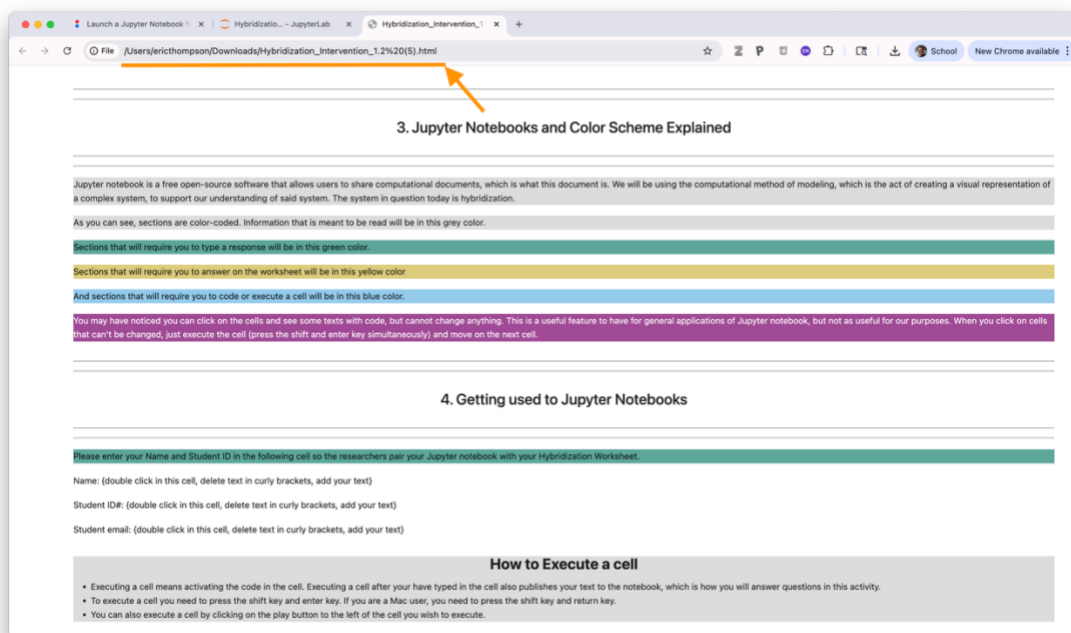 Launch a Jupyter Notebook
Hybridizatio... - JupyterLab
Hybridization_Intervention_1.
File /Users/ericthompson/Downloads/Hybridization_Intervention_1.2%20(5).html
School
New Chrome available
3. Jupyter Notebooks and Color Scheme Explained
Jupyter notebook is a free open-source software that allows users to share computational documents, which is what this document is. We will be using the computational method of modeling, which is the act of creating a visual representation of
a complex system, to support our understanding of said system. The system in question today is hybridization.
As you can see, sections are color-coded. Information that is meant to be read will be in this grey color.
Sections that will require you to type a response will be in this green color.
Sections that will require you to answer on the worksheet will be in this yellow color
And sections that will require you to code or execute a cell will be in this blue color.
You may have noticed you can click on the cells and see some texts with code, but cannot change anything. This is a useful feature to have for general applications of Jupyter notebook, but not as useful for our purposes. When you click on cells
that can't be changed, just execute the cell (press the shift and enter key simultaneously) and move on the next cell.
4. Getting used to Jupyter Notebooks
Please enter your Name and Student ID in the following cell so the researchers pair your Jupyter notebook with your Hybridization Worksheet.
Name: {double click in this cell, delete text in curly brackets, add your text}
Student ID#: {double click in this cell, delete text in curly brackets, add your text}
Student email: {double click in this cell, delete text in curly brackets, add your text}
How to Execute a cell
• Executing a cell means activating the code in the cell. Executing a cell after your have typed in the cell also publishes your text to the notebook, which is how you will answer questions in this activity.
• To execute a cell you need to press the shift key and enter key. If you are a Mac user, you need to press the shift key and return key.
• You can also execute a cell by clicking on the play button to the left of the cell you wish to execute.